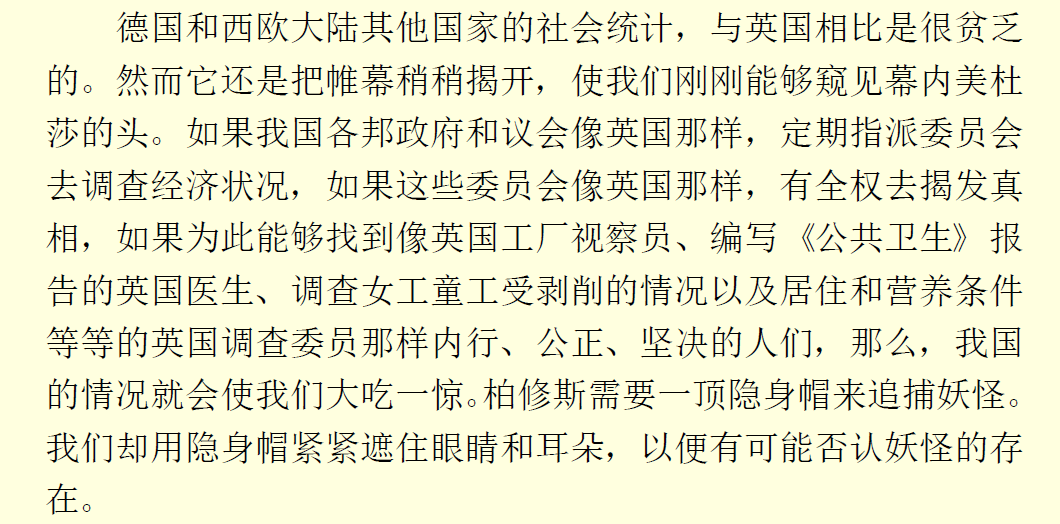 德国和西欧大陆其他国家的社会统计，与英国相比是很贫乏
的。然而它还是把帷幕稍稍揭开，使我们刚刚能够窥见幕内美杜
莎的头。如果我国各邦政府和议会像英国那样，定期指派委员会
去调查经济状况，如果这些委员会像英国那样，有全权去揭发真
相，如果为此能够找到像英国工厂视察员、编写《公共卫生》报
告的英国医生、调查女工童工受剥削的情况以及居住和营养条件
等等的英国调查委员那样内行、公正、坚决的人们，那么，我国
的情况就会使我们大吃一惊。柏修斯需要一顶隐身帽来追捕妖怪。
我们却用隐身帽紧紧遮住眼睛和耳朵，以便有可能否认妖怪的存
在。